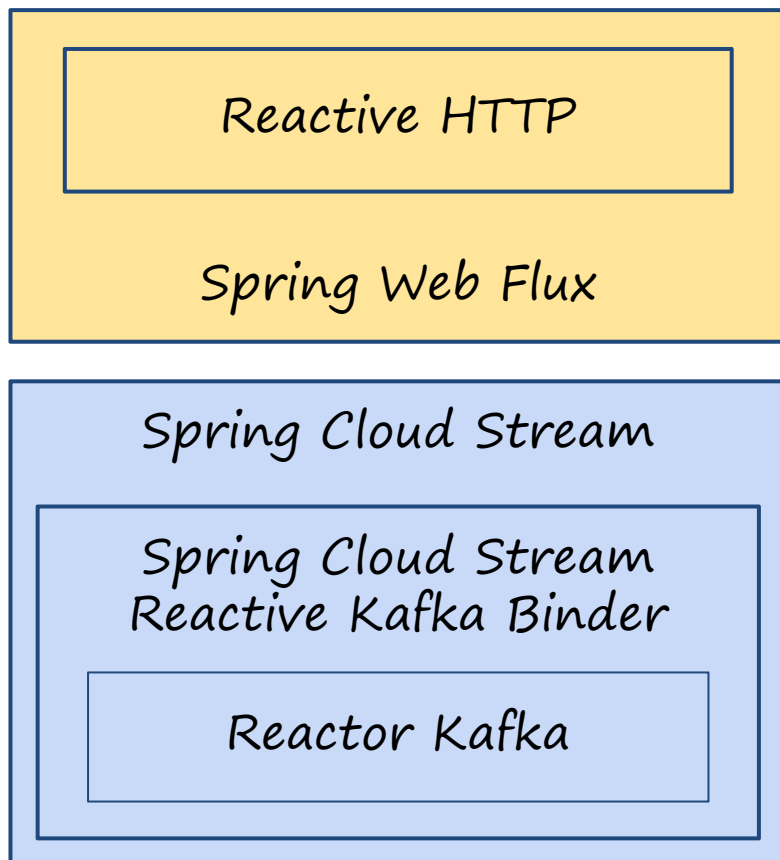 Reactive HTTP
Spring Web Flux
Spring Cloud Stream
Spring Cloud Stream
Reactive Kafka Binder
Reactor Kafka